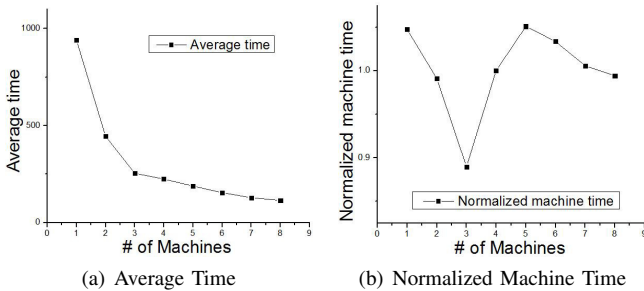 1000
500
0
Average time
Average time
0 1 2 3 4 5 6 7 8 9
# of Machines
(a) Average Time
1.0
0.9
Normalized machine time
Normalized machine time
0 1 2 3 4 5 6 7 8 9
# of Machines
(b) Normalized Machine Time